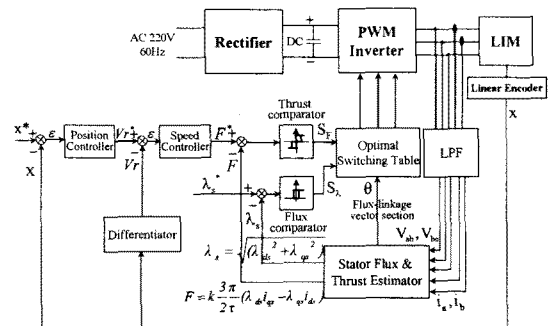 AC 220V
60Hz
Rectifier
+
DC
−
PWM
Inverter
LIM
Linear Encoder
X
x*
+
−
X
ε
Position
Controller
Vr*
+
−
Vr
ε
Speed
Controller
F*
+
−
F
Thrust
comparator
S_F
Optimal
Switching Table
LPF
λ_s*
+
−
λ_s
Flux
comparator
S_λ
θ
Flux-linkage
vector section
V_ab, V_bc
Differentiator
λ_s = √(λ_ds² + λ_qs²)
Stator Flux &
Thrust Estimator
F = k 3/2 π/τ (λ_ds i_qs − λ_qs i_ds)
i_a, i_b